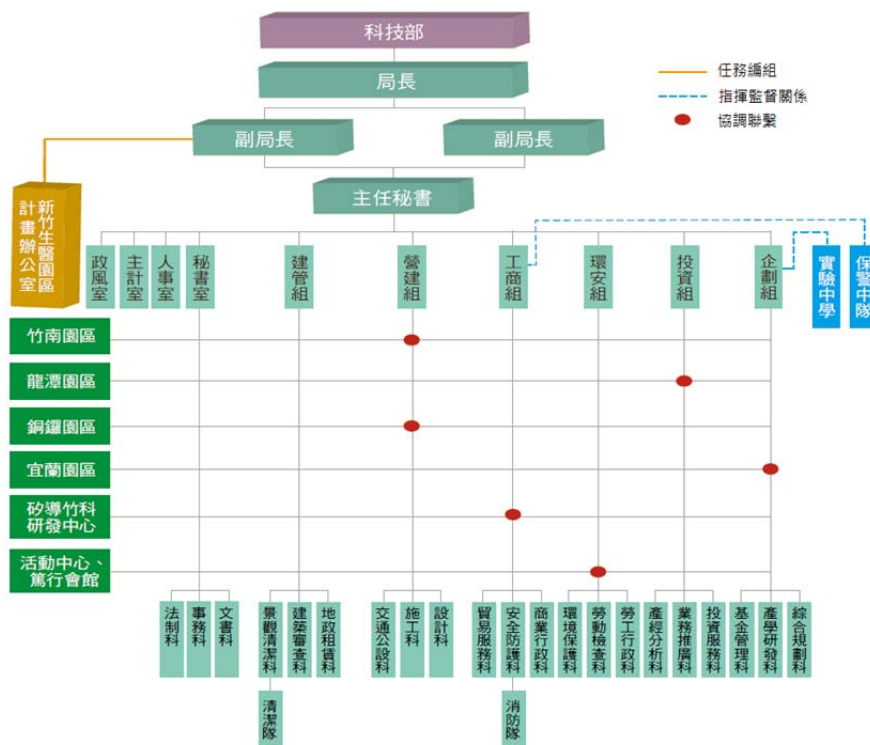 科技部
局長
副局長
副局長
主任秘書
任務編組
指揮監督關係
協調聯繫
新竹生醫園區
計畫辦公室
政風室
主計室
人事室
秘書室
建管組
營建組
工商組
環安組
投資組
企劃組
實驗中學
保警中隊
竹南園區
龍潭園區
銅鑼園區
宜蘭園區
矽導竹科
研發中心
活動中心、
篤行會館
法制科
事務科
文書科
景觀清潔科
建築審查科
地政租賃科
交通公設科
施工科
設計科
貿易服務科
安全防護科
商業行政科
環境保護科
勞動檢查科
勞工行政科
產經分析科
業務推廣科
投資服務科
基金管理科
產學研發科
綜合規劃科
清潔隊
消防隊